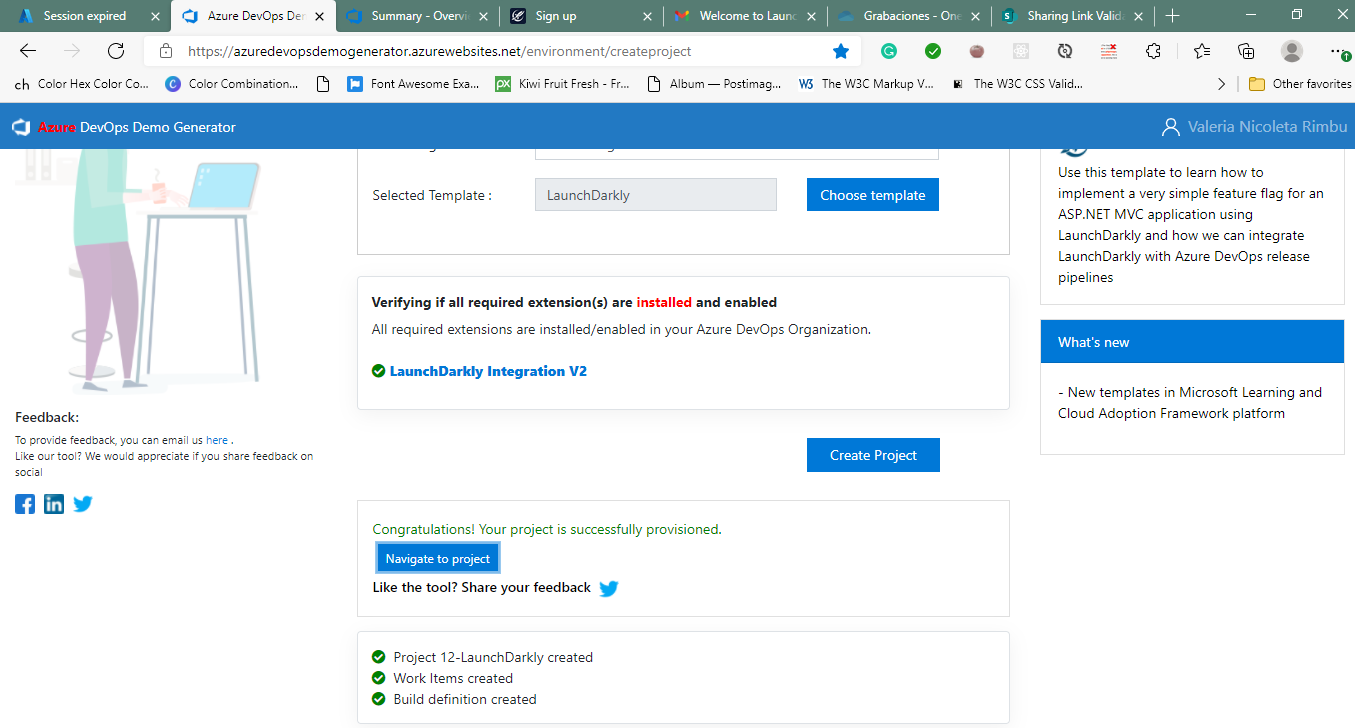 Session expired
Azure DevOps Der
Summary - Overvi
Sign up
Welcome to Laun
Grabaciones - One
Sharing Link Valida
https://azuredevopsdemogenerator.azurewebsites.net/environment/createproject
ch Color Hex Color Co...
C Color Combination...
Font Awesome Exa...
px Kiwi Fruit Fresh - Fr...
Album — Postimag...
W3 The W3C Markup V...
The W3C CSS Valid...
Other favorites
Azure DevOps Demo Generator
Valeria Nicoleta Rimbu
Selected Template :
LaunchDarkly
Choose template
Verifying if all required extension(s) are installed and enabled
All required extensions are installed/enabled in your Azure DevOps Organization.
LaunchDarkly Integration V2
Create Project
Congratulations! Your project is successfully provisioned.
Navigate to project
Like the tool? Share your feedback
Project 12-LaunchDarkly created
Work Items created
Build definition created
Feedback:
To provide feedback, you can email us here .
Like our tool? We would appreciate if you share feedback on
social
Use this template to learn how to
implement a very simple feature flag for an
ASP.NET MVC application using
LaunchDarkly and how we can integrate
LaunchDarkly with Azure DevOps release
pipelines
What's new
- New templates in Microsoft Learning and
Cloud Adoption Framework platform